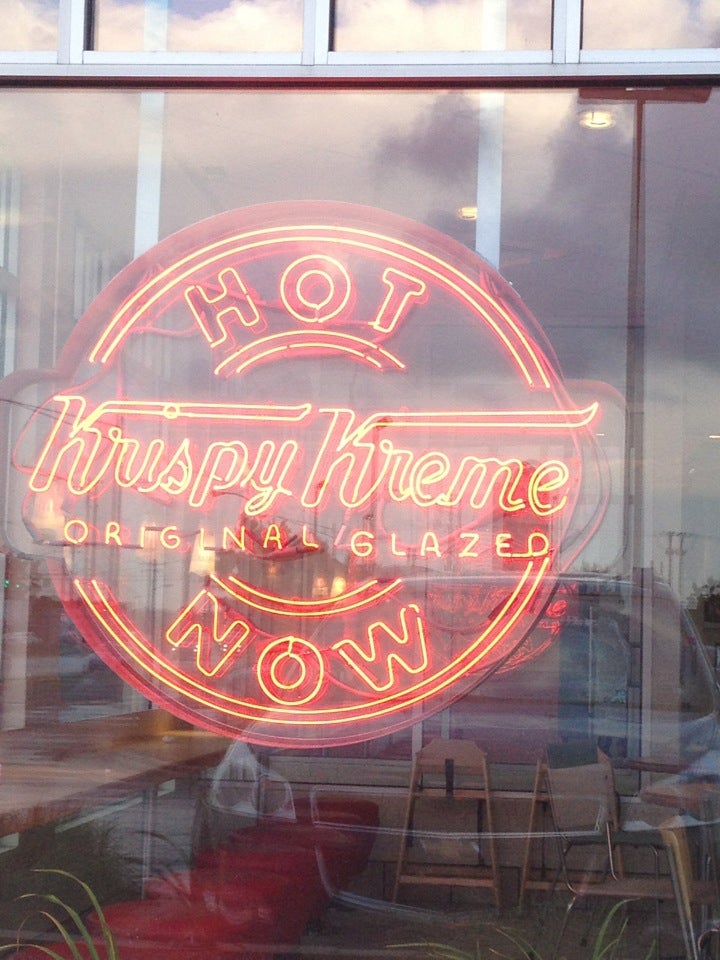 HOT
Krispy Kreme
ORIGINAL GLAZED
NOW